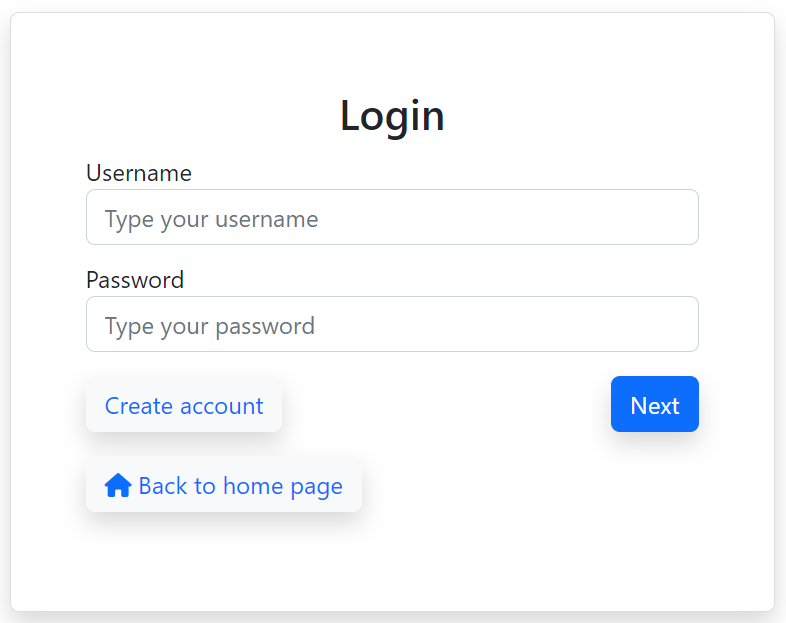 Login
Username
Type your username
Password
Type your password
Create account
Next
Back to home page